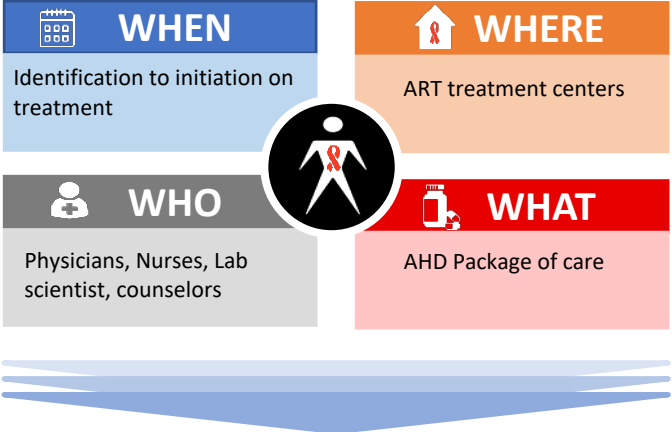 WHEN
Identification to initiation on
treatment
WHERE
ART treatment centers
WHO
Physicians, Nurses, Lab
scientist, counselors
WHAT
AHD Package of care